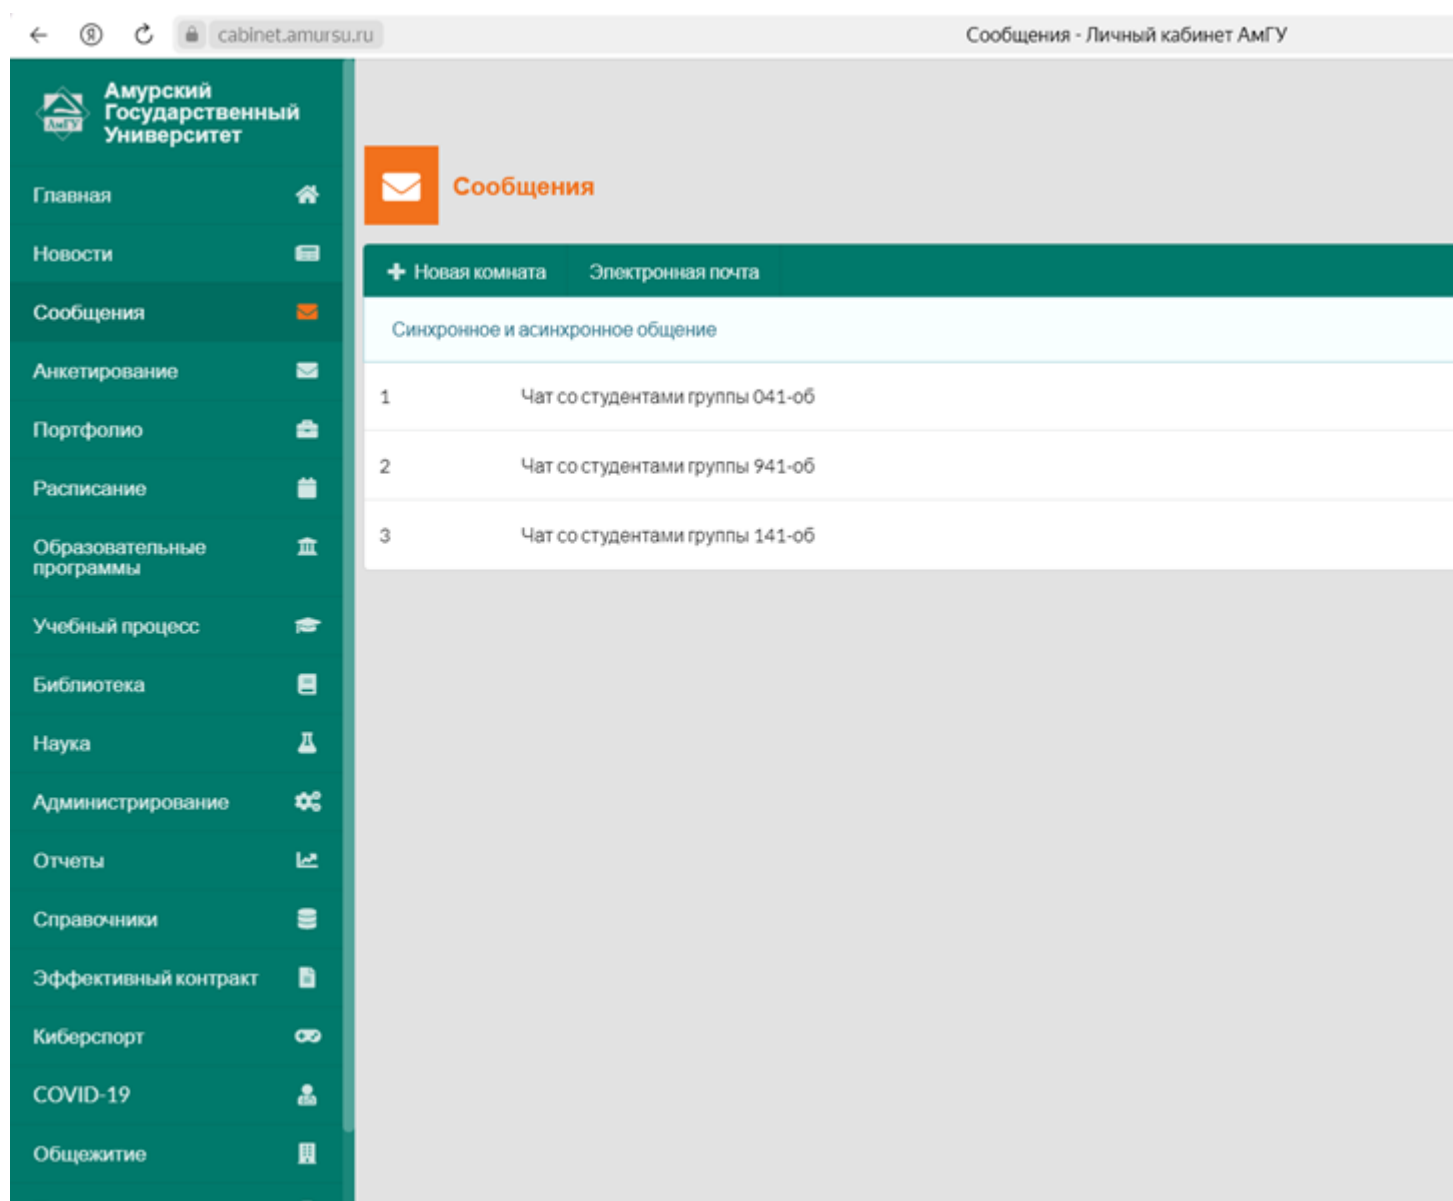 cabinet.amursu.ru
Сообщения - Личный кабинет АмГУ
Амурский
Государственный
Университет
АмГУ
Главная
Новости
Сообщения
Анкетирование
Портфолио
Расписание
Образовательные
программы
Учебный процесс
Библиотека
Наука
Администрирование
Отчеты
Справочники
Эффективный контракт
Киберспорт
COVID-19
Общежитие
Сообщения
Новая комната Электронная почта
Синхронное и асинхронное общение
1 Чат со студентами группы 041-об
2 Чат со студентами группы 941-об
3 Чат со студентами группы 141-об